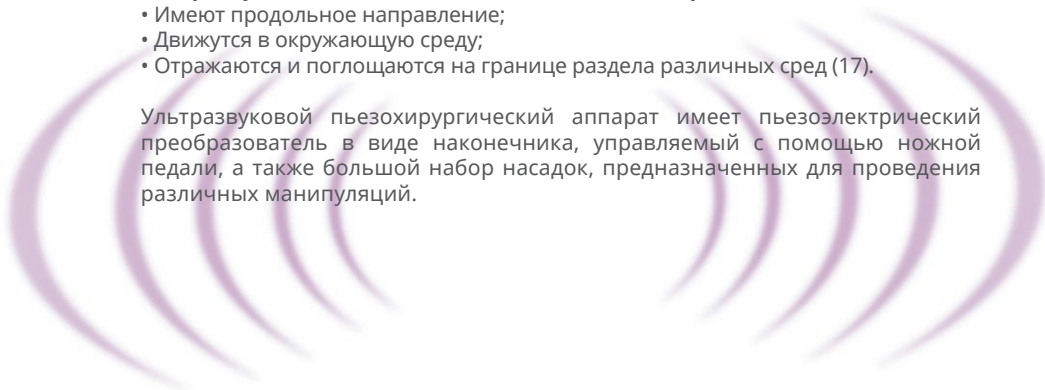 • Имеют продольное направление;
• Движутся в окружающую среду;
• Отражаются и поглощаются на границе раздела различных сред (17).
Ультразвуковой пьезохирургический аппарат имеет пьезоэлектрический
преобразователь в виде наконечника, управляемый с помощью ножной
педали, а также большой набор насадок, предназначенных для проведения
различных манипуляций.